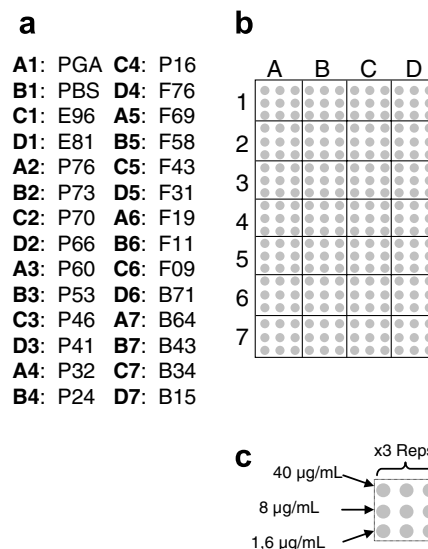 a
A1: PGA C4: P16
B1: PBS D4: F76
C1: E96 A5: F69
D1: E81 B5: F58
A2: P76 C5: F43
B2: P73 D5: F31
C2: P70 A6: F19
D2: P66 B6: F11
A3: P60 C6: F09
B3: P53 D6: B71
C3: P46 A7: B64
D3: P41 B7: B43
A4: P32 C7: B34
B4: P24 D7: B15
b
A B C D
1
2
3
4
5
6
7
c
x3 Reps
40 µg/mL
8 µg/mL
1,6 µg/mL